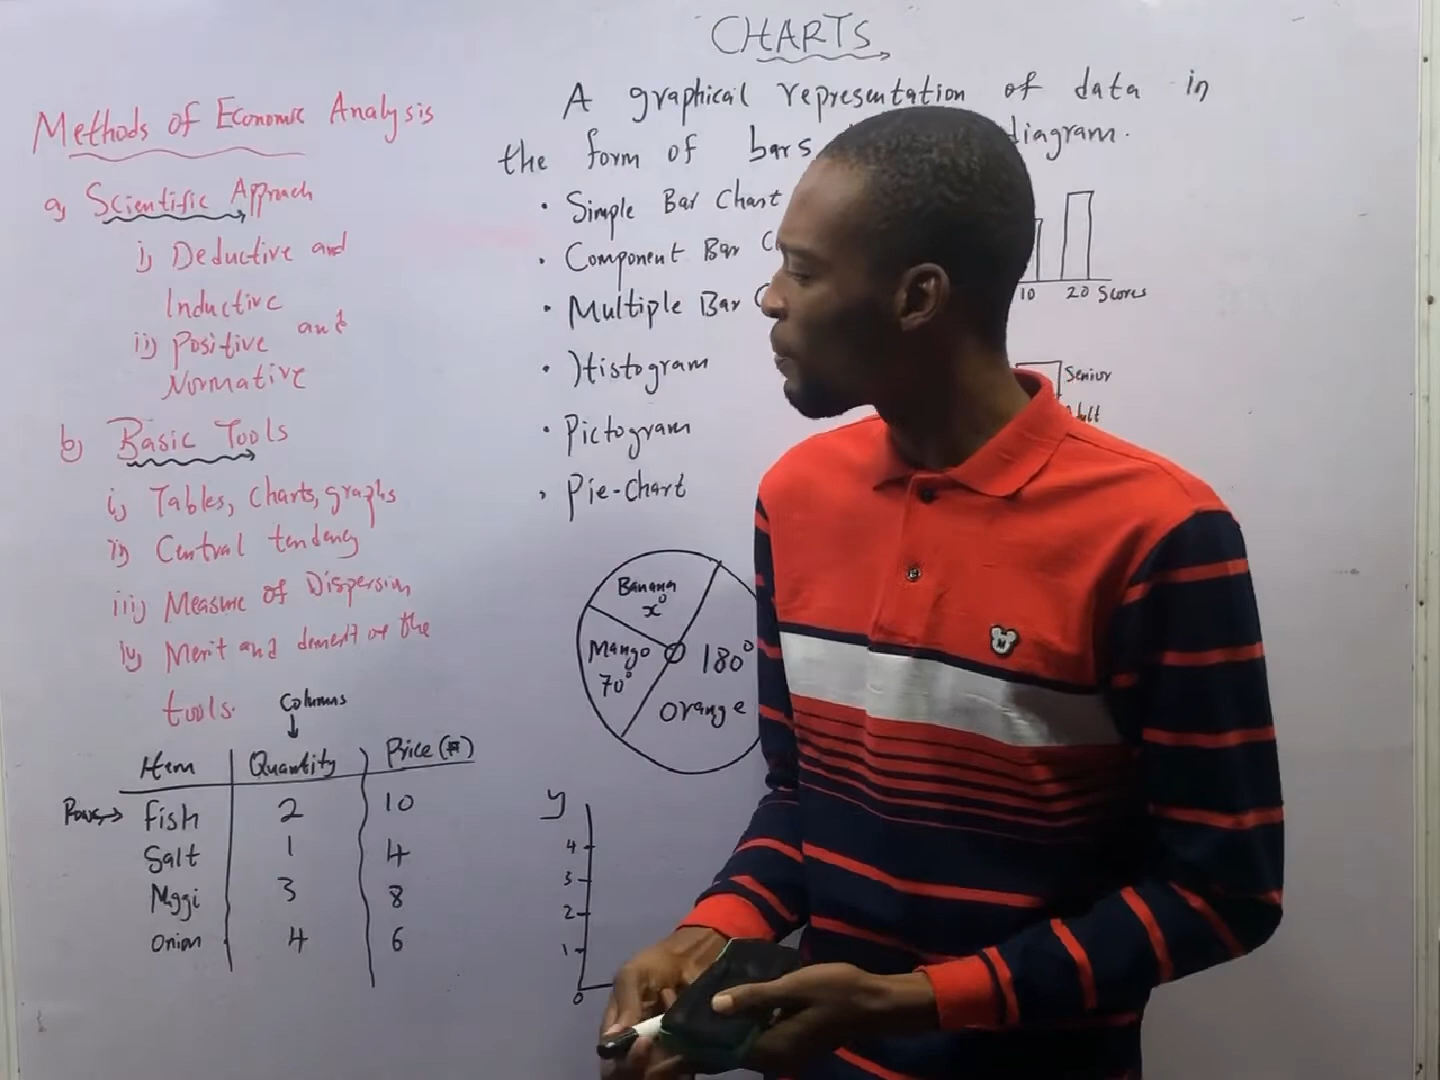 CHARTS
A graphical representation of data in
the form of bars diagram.
• Simple Bar Chart
• Component Bar C
• Multiple Bar C
• Histogram
• Pictogram
• Pie-Chart
10 20 Scores
Senior
Methods of Economic Analysis
a) Scientific Approach
i) Deductive and
Inductive
ii) Positive and
Normative
b) Basic Tools
i) Tables, Charts, graphs
ii) Central tendency
iii) Measure of Dispersion
iv) Merit and demerit of the
tools.
Columns
Item Quantity Price (#)
Rows → Fish 2 10
Salt 1 4
Maggi 3 8
Onion 4 6
Banana
x°
Mango
70°
180°
Orange
y
4
3
2
1
0
M